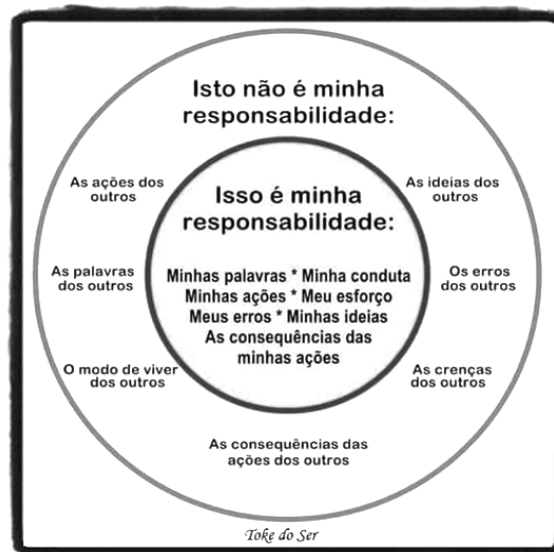 Isto não é minha
responsabilidade:
As ações dos
outros
As ideias dos
outros
Isso é minha
responsabilidade:
Minhas palavras * Minha conduta
Minhas ações * Meu esforço
Meus erros * Minhas ideias
As consequências das
minhas ações
As palavras
dos outros
Os erros
dos outros
O modo de viver
dos outros
As crenças
dos outros
As consequências das
ações dos outros
Toke do Ser